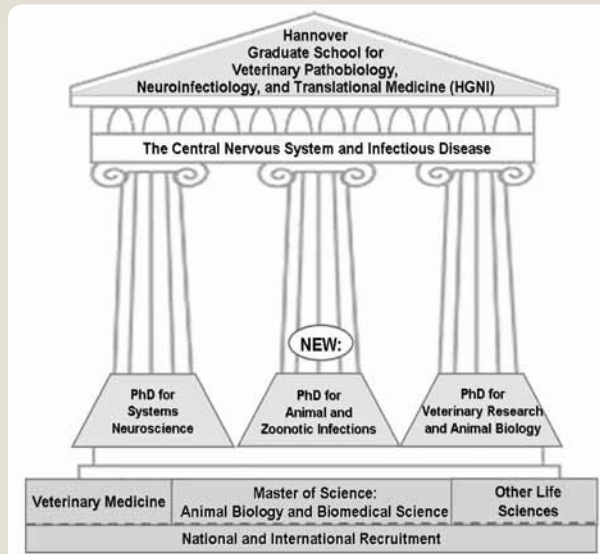 Hannover
Graduate School for
Veterinary Pathobiology,
Neuroinfectiology, and Translational Medicine (HGNI)
The Central Nervous System and Infectious Disease
NEW:
PhD for
Systems
Neuroscience
PhD for
Animal and
Zoonotic Infections
PhD for
Veterinary Research
and Animal Biology
Veterinary Medicine
Master of Science:
Animal Biology and Biomedical Science
Other Life
Sciences
National and International Recruitment